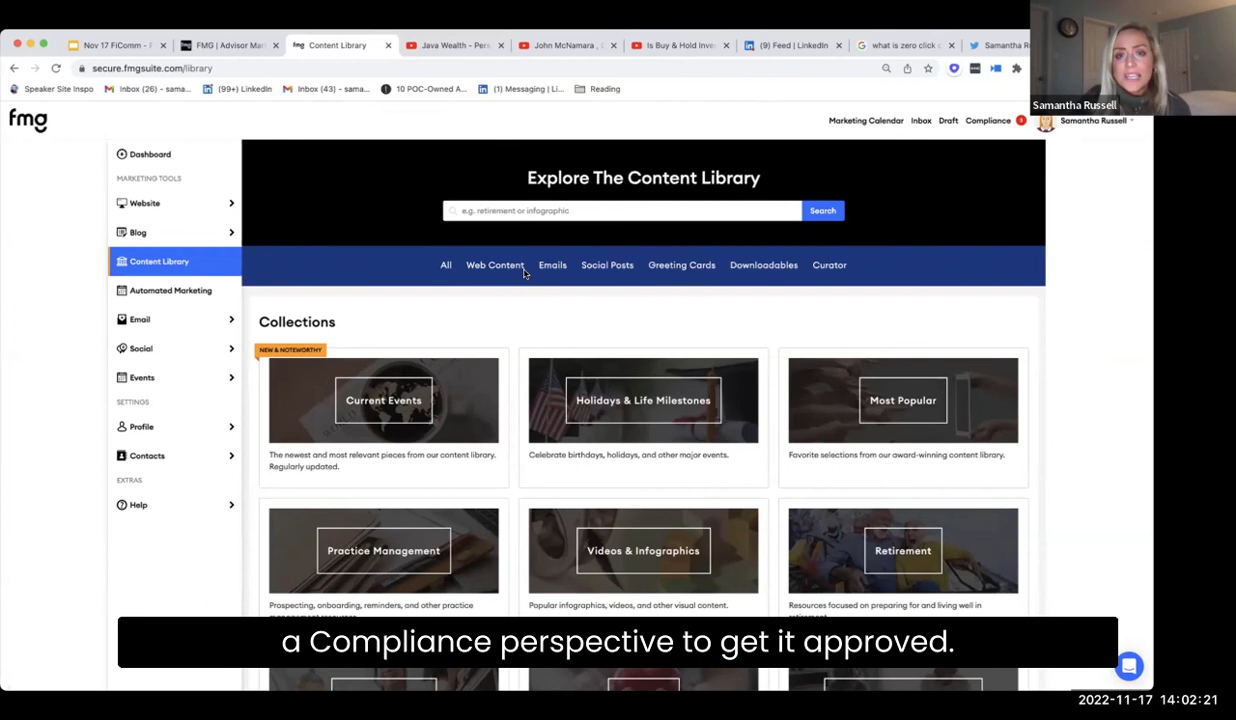 Nov 17 FiComm - F
FMG | Advisor Mar
Content Library
Java Wealth - Pers
John McNamara , D
Is Buy & Hold Inve
(9) Feed | LinkedIn
what is zero click c
Samantha Ru
secure.fmgsuite.com/library
Speaker Site Inspo
Inbox (26) - sama...
(99+) LinkedIn
Inbox (43) - sama...
10 POC-Owned A...
(1) Messaging | Li...
Reading
Samantha Russell
fmg
Marketing Calendar
Inbox
Draft
Compliance
Samantha Russell
Dashboard
MARKETING TOOLS
Website
Blog
Content Library
Automated Marketing
Email
Social
Events
SETTINGS
Profile
Contacts
EXTRAS
Help
Explore The Content Library
e.g. retirement or infographic
Search
All
Web Content
Emails
Social Posts
Greeting Cards
Downloadables
Curator
Collections
NEW & NOTEWORTHY
Current Events
The newest and most relevant pieces from our content library.
Regularly updated.
Holidays & Life Milestones
Celebrate birthdays, holidays, and other major events.
Most Popular
Favorite selections from our award-winning content library.
Practice Management
Prospecting, onboarding, reminders, and other practice
Videos & Infographics
Popular infographics, videos, and other visual content.
Retirement
Resources focused on preparing for and living well in
a Compliance perspective to get it approved.
2022-11-17 14:02:21